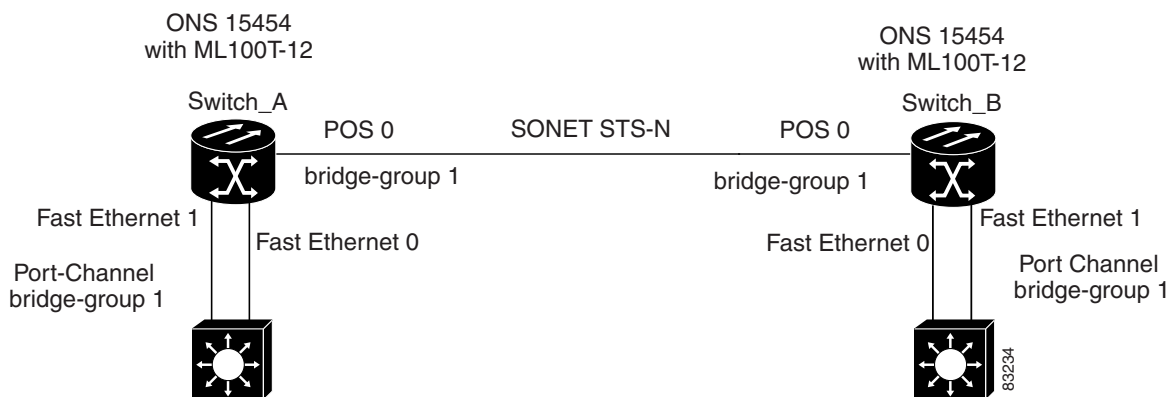 ONS 15454
with ML100T-12
ONS 15454
with ML100T-12
Switch_A
Switch_B
POS 0
SONET STS-N
POS 0
bridge-group 1
bridge-group 1
Fast Ethernet 1
Fast Ethernet 0
Fast Ethernet 0
Fast Ethernet 1
Port-Channel
bridge-group 1
Port Channel
bridge-group 1
83234